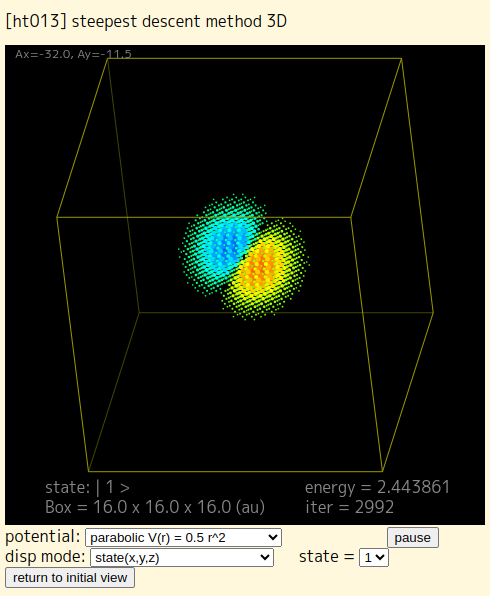 [ht013] steepest descent method 3D
Ax=-32.0, Ay=-11.5
state: | 1 > energy = 2.443861
Box = 16.0 x 16.0 x 16.0 (au) iter = 2992
potential: parabolic V(r) = 0.5 r^2 pause
disp mode: state(x,y,z) state = 1
return to initial view